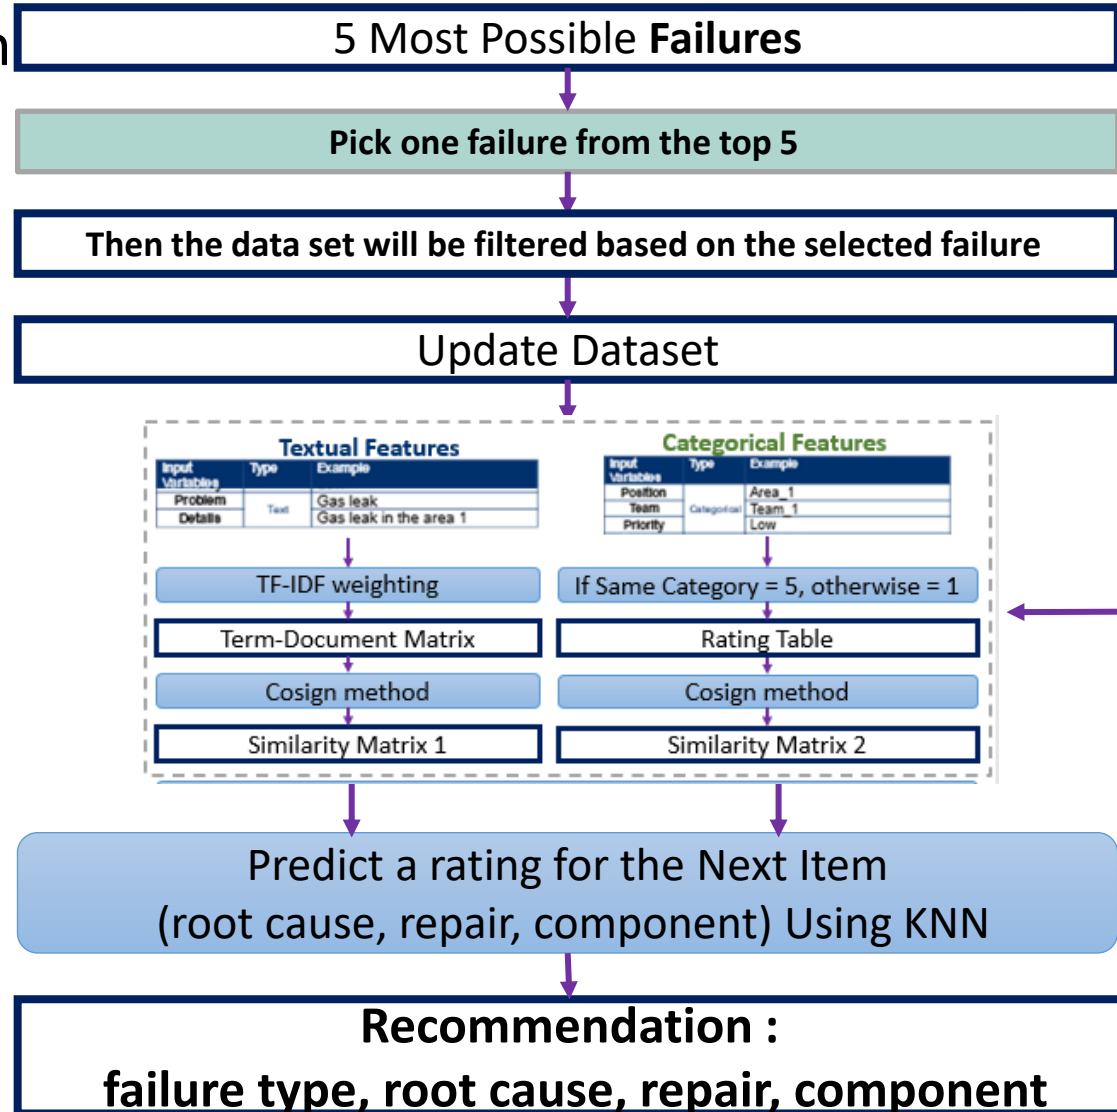 n
5 Most Possible Failures
Pick one failure from the top 5
Then the data set will be filtered based on the selected failure
Update Dataset
Textual Features
Input Variables Type Example
Problem Text Gas leak
Details Gas leak in the area 1
TF-IDF weighting
Term-Document Matrix
Cosign method
Similarity Matrix 1
Categorical Features
Input Variables Type Example
Position Categorical Area_1
Team Team_1
Priority Low
If Same Category = 5, otherwise = 1
Rating Table
Cosign method
Similarity Matrix 2
Predict a rating for the Next Item
(root cause, repair, component) Using KNN
Recommendation :
failure type, root cause, repair, component